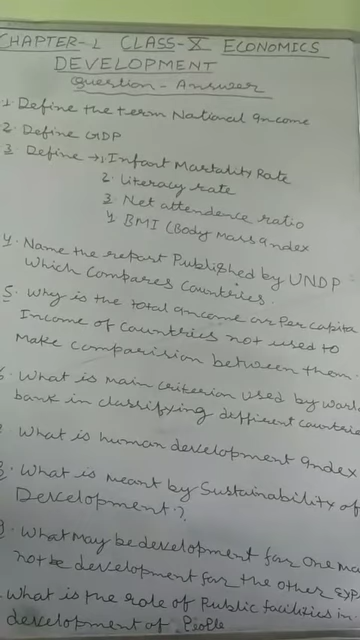 CHAPTER-1 CLASS-X ECONOMICS
DEVELOPMENT
Question-Answer
1. Define the term National Income
2. Define GDP
3. Define → 1. Infant Martality Rate
2. Literacy rate
3. Net attendence ratio
4. BMI (Body Mass Index
4. Name the report Published by UNDP
Which Compares Countries.
5. Why is the total Income or Per Capita
Income of Countries not used to
Make Comparision between them.
What is main criterion used by
bank in classifying different
What is human development Index
8. What is meant by Sustainability of
Development?
9. What May be development for One
not be development for the other
What is the role of Public facilities in
development of People